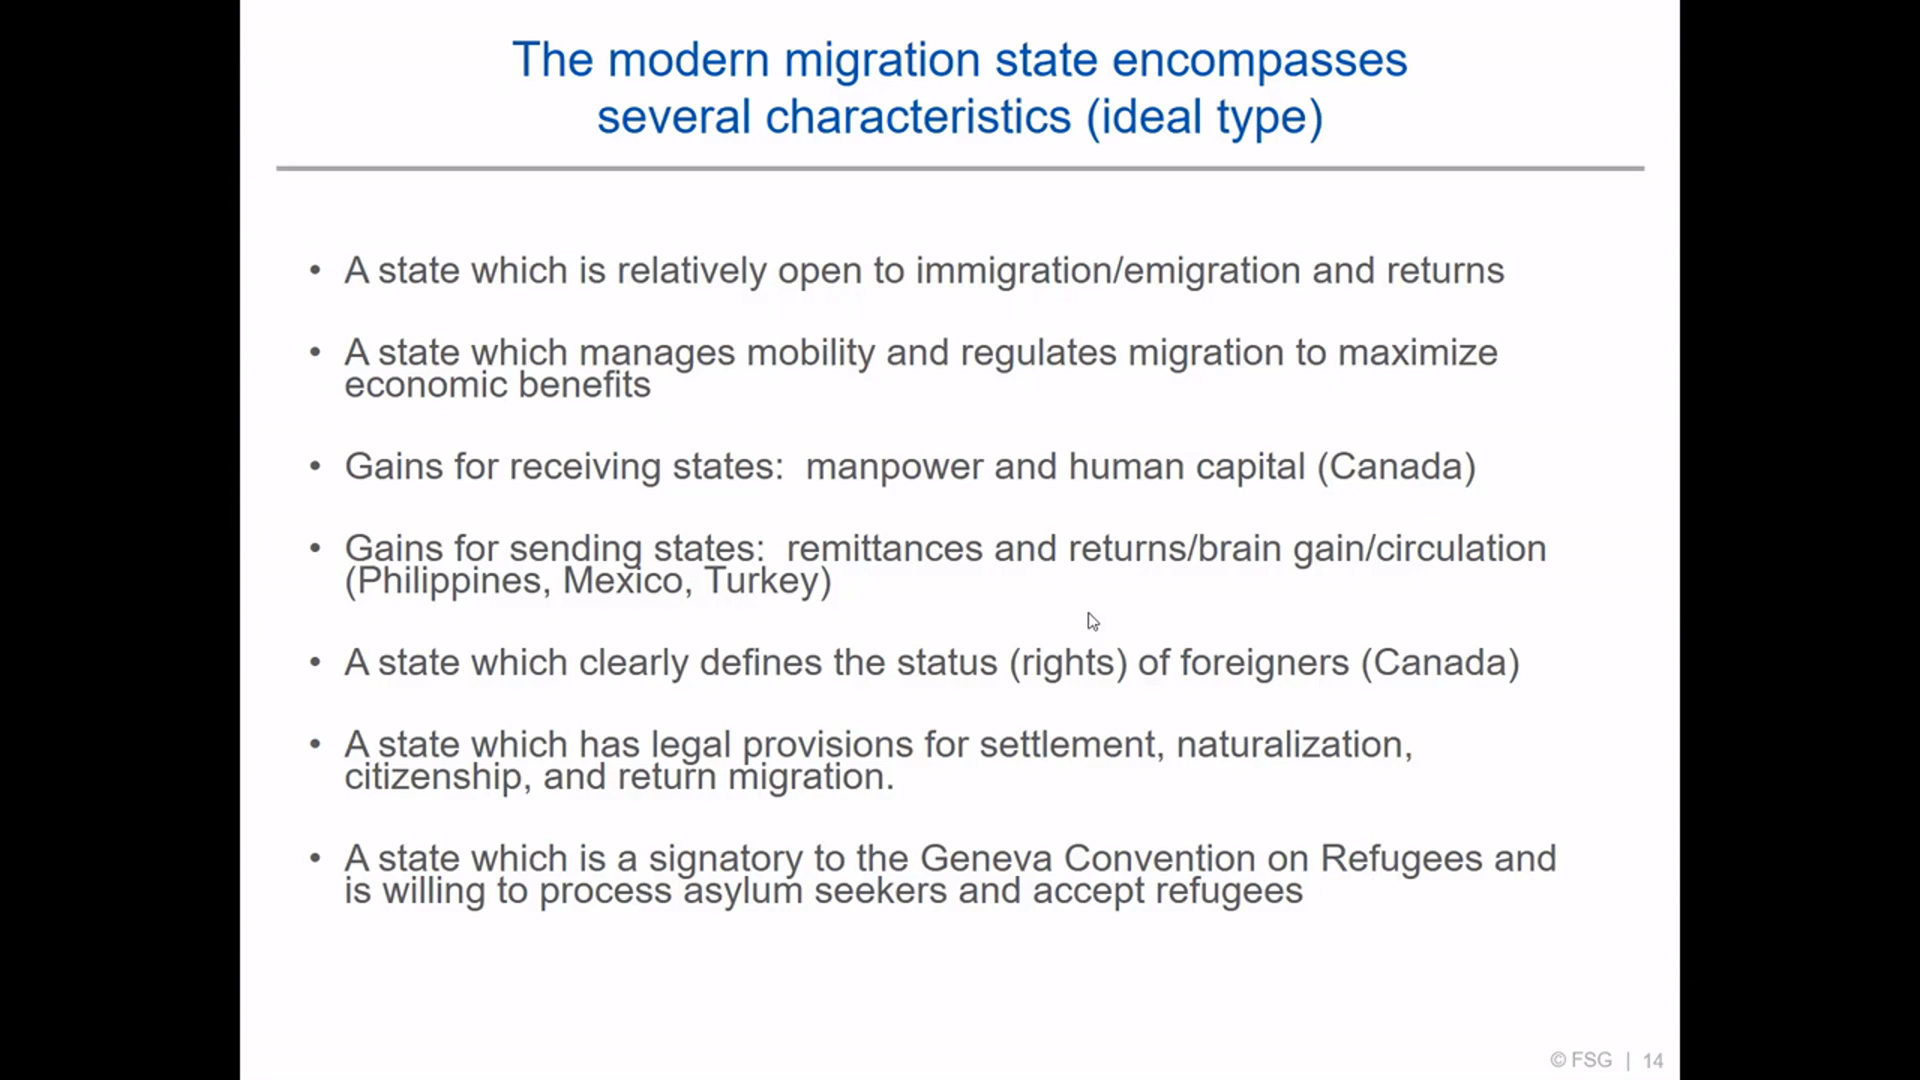 The modern migration state encompasses
several characteristics (ideal type)
• A state which is relatively open to immigration/emigration and returns
• A state which manages mobility and regulates migration to maximize
economic benefits
• Gains for receiving states:  manpower and human capital (Canada)
• Gains for sending states:  remittances and returns/brain gain/circulation
(Philippines, Mexico, Turkey)
• A state which clearly defines the status (rights) of foreigners (Canada)
• A state which has legal provisions for settlement, naturalization,
citizenship, and return migration.
• A state which is a signatory to the Geneva Convention on Refugees and
is willing to process asylum seekers and accept refugees
© FSG | 14